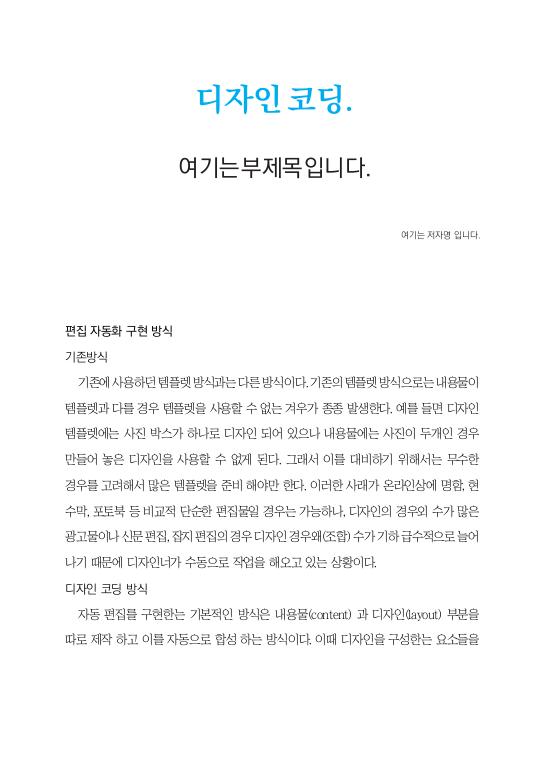 디자인 코딩.
여기는부제목입니다.
여기는 저자명 입니다.
편집 자동화 구현 방식
기존방식
기존에 사용하던 템플렛 방식과는 다른 방식이다. 기존의 템플렛 방식으로는 내용물이
템플렛과 다를 경우 템플렛을 사용할 수 없는 겨우가 종종 발생한다. 예를 들면 디자인
템플렛에는 사진 박스가 하나로 디자인 되어 있으나 내용물에는 사진이 두개인 경우
만들어 놓은 디자인을 사용할 수 없게 된다. 그래서 이를 대비하기 위해서는 무수한
경우를 고려해서 많은 템플렛을 준비 해야만 한다. 이러한 사래가 온라인상에 명함, 현
수막, 포토북 등 비교적 단순한 편집물일 경우는 가능하나, 디자인의 경우외 수가 많은
광고물이나 신문 편집, 잡지 편집의 경우 디자인 경우왜(조합) 수가 기하 급수적으로 늘어
나기 때문에 디자인너가 수동으로 작업을 해오고 있는 상황이다.
디자인 코딩 방식
자동 편집를 구현한는 기본적인 방식은 내용물(content) 과 디자인(layout) 부분을
따로 제작 하고 이를 자동으로 합성 하는 방식이다. 이때 디자인을 구성한는 요소들을